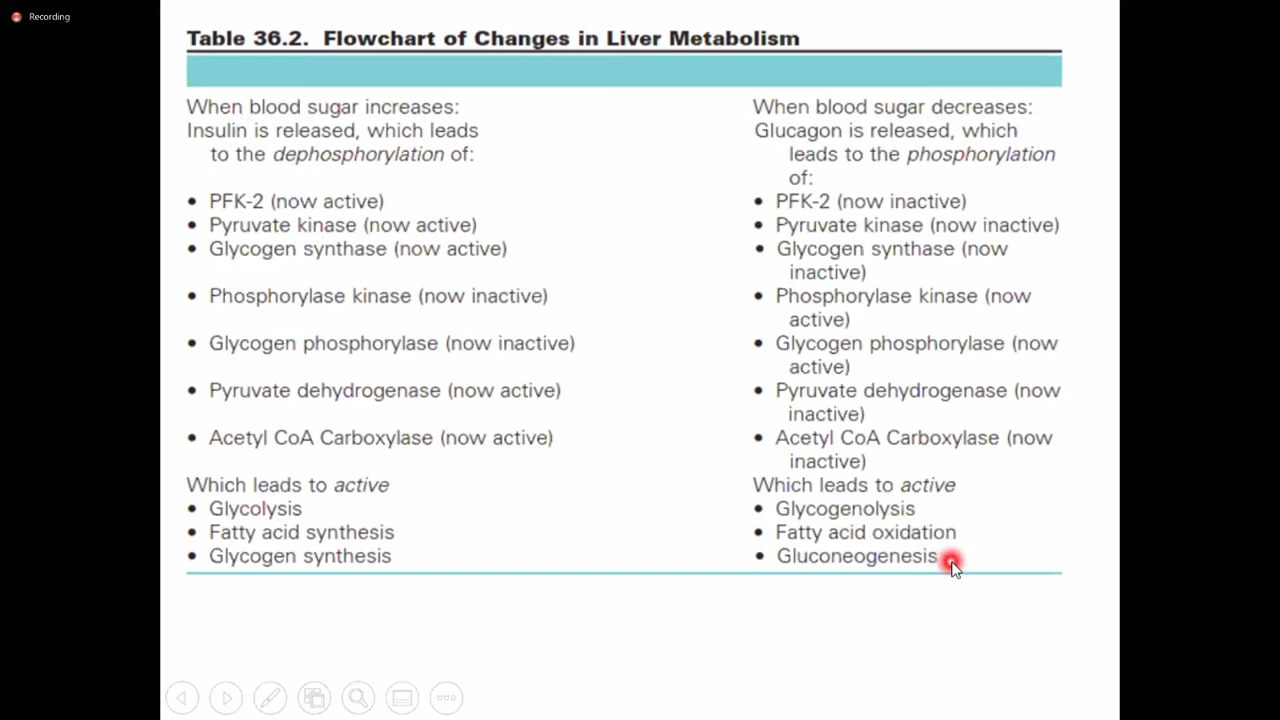 Recording
Table 36.2. Flowchart of Changes in Liver Metabolism
When blood sugar increases:
Insulin is released, which leads
to the dephosphorylation of:
• PFK-2 (now active)
• Pyruvate kinase (now active)
• Glycogen synthase (now active)
• Phosphorylase kinase (now inactive)
• Glycogen phosphorylase (now inactive)
• Pyruvate dehydrogenase (now active)
• Acetyl CoA Carboxylase (now active)
Which leads to active
• Glycolysis
• Fatty acid synthesis
• Glycogen synthesis
When blood sugar decreases:
Glucagon is released, which
leads to the phosphorylation
of:
• PFK-2 (now inactive)
• Pyruvate kinase (now inactive)
• Glycogen synthase (now
inactive)
• Phosphorylase kinase (now
active)
• Glycogen phosphorylase (now
active)
• Pyruvate dehydrogenase (now
inactive)
• Acetyl CoA Carboxylase (now
inactive)
Which leads to active
• Glycogenolysis
• Fatty acid oxidation
• Gluconeogenesis